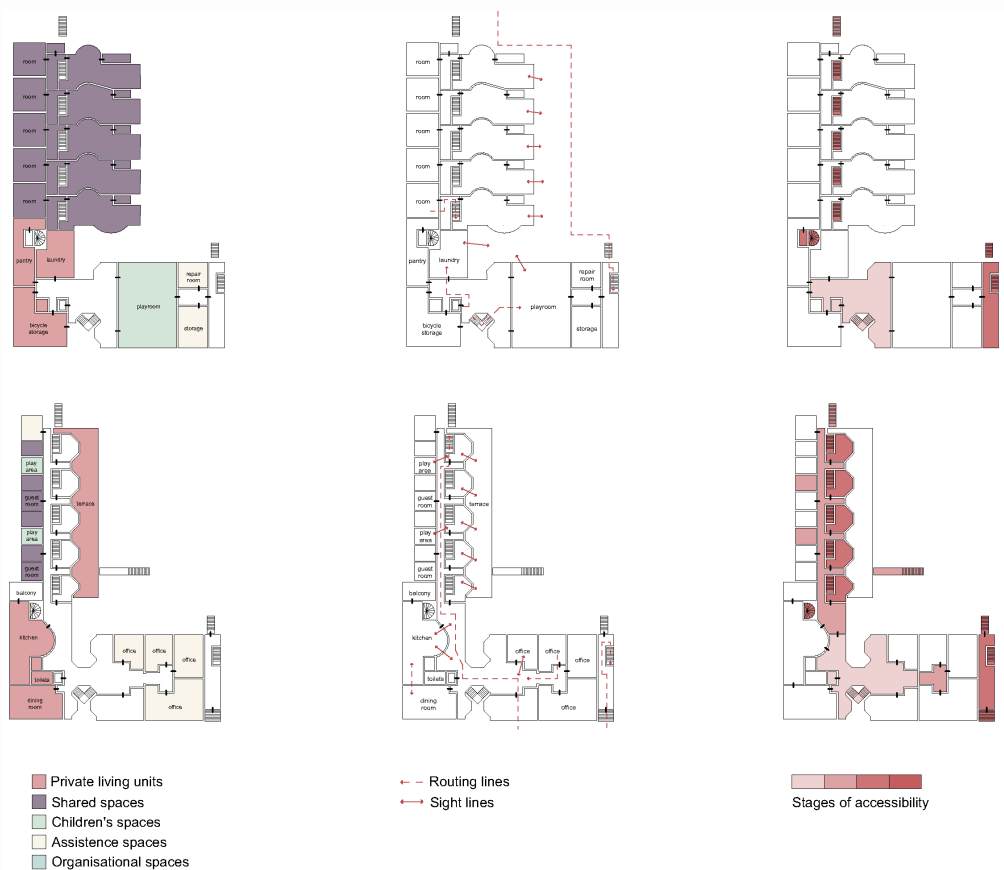 room
room
room
room
room
room
room
room
room
room
pantry
laundry
pantry
laundry
repair
room
repair
room
playroom
playroom
bicycle
storage
storage
bicycle
storage
storage
play
area
play
area
guest
room
terrace
guest
room
terrace
play
area
play
area
guest
room
guest
room
balcony
balcony
kitchen
office
office
office
kitchen
office
office
office
toilets
toilets
dining
room
office
dining
room
office
Private living units
Shared spaces
Children's spaces
Assistence spaces
Organisational spaces
Routing lines
Sight lines
Stages of accessibility